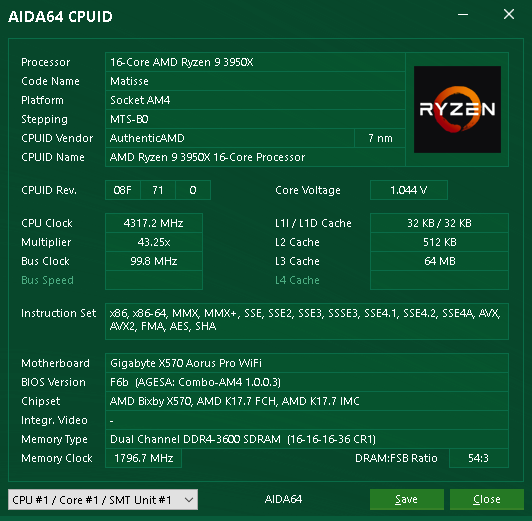 AIDA64 CPUID
Processor 16-Core AMD Ryzen 9 3950X
Code Name Matisse
Platform Socket AM4
Stepping MTS-B0
CPUID Vendor AuthenticAMD 7 nm
CPUID Name AMD Ryzen 9 3950X 16-Core Processor
RYZEN
CPUID Rev. 08F 71 0 Core Voltage 1.044 V
CPU Clock 4317.2 MHz L1I / L1D Cache 32 KB / 32 KB
Multiplier 43.25x L2 Cache 512 KB
Bus Clock 99.8 MHz L3 Cache 64 MB
Bus Speed L4 Cache
Instruction Set x86, x86-64, MMX, MMX+, SSE, SSE2, SSE3, SSSE3, SSE4.1, SSE4.2, SSE4A, AVX,
AVX2, FMA, AES, SHA
Motherboard Gigabyte X570 Aorus Pro WiFi
BIOS Version F6b (AGESA: Combo-AM4 1.0.0.3)
Chipset AMD Bixby X570, AMD K17.7 FCH, AMD K17.7 IMC
Integr. Video -
Memory Type Dual Channel DDR4-3600 SDRAM (16-16-16-36 CR1)
Memory Clock 1796.7 MHz DRAM:FSB Ratio 54:3
CPU #1 / Core #1 / SMT Unit #1 AIDA64 Save Close